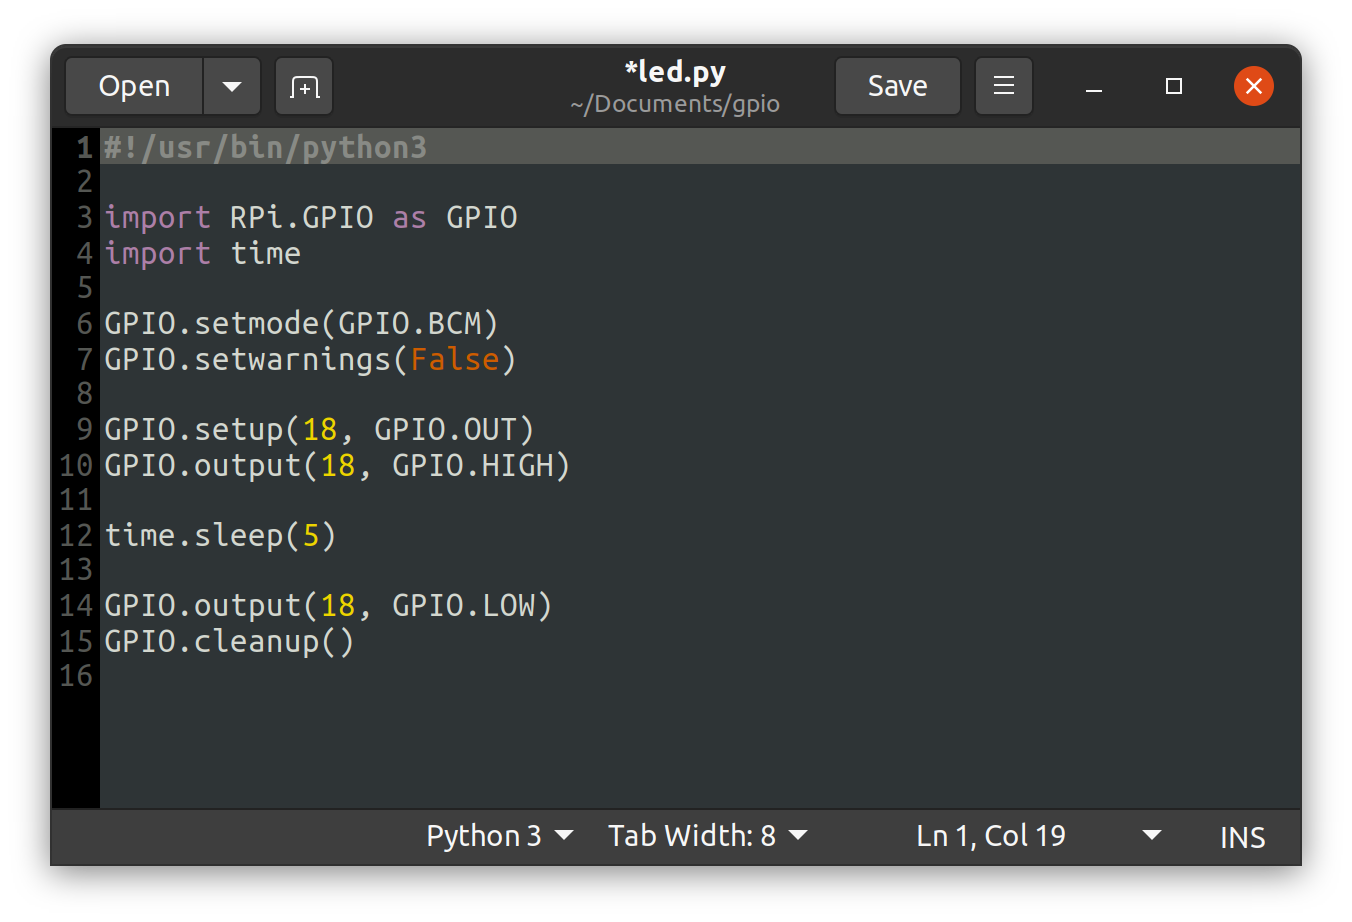 Open
*led.py
~/Documents/gpio
Save
1 #!/usr/bin/python3
2
3 import RPi.GPIO as GPIO
4 import time
5
6 GPIO.setmode(GPIO.BCM)
7 GPIO.setwarnings(False)
8
9 GPIO.setup(18, GPIO.OUT)
10 GPIO.output(18, GPIO.HIGH)
11
12 time.sleep(5)
13
14 GPIO.output(18, GPIO.LOW)
15 GPIO.cleanup()
16
Python 3 Tab Width: 8 Ln 1, Col 19 INS